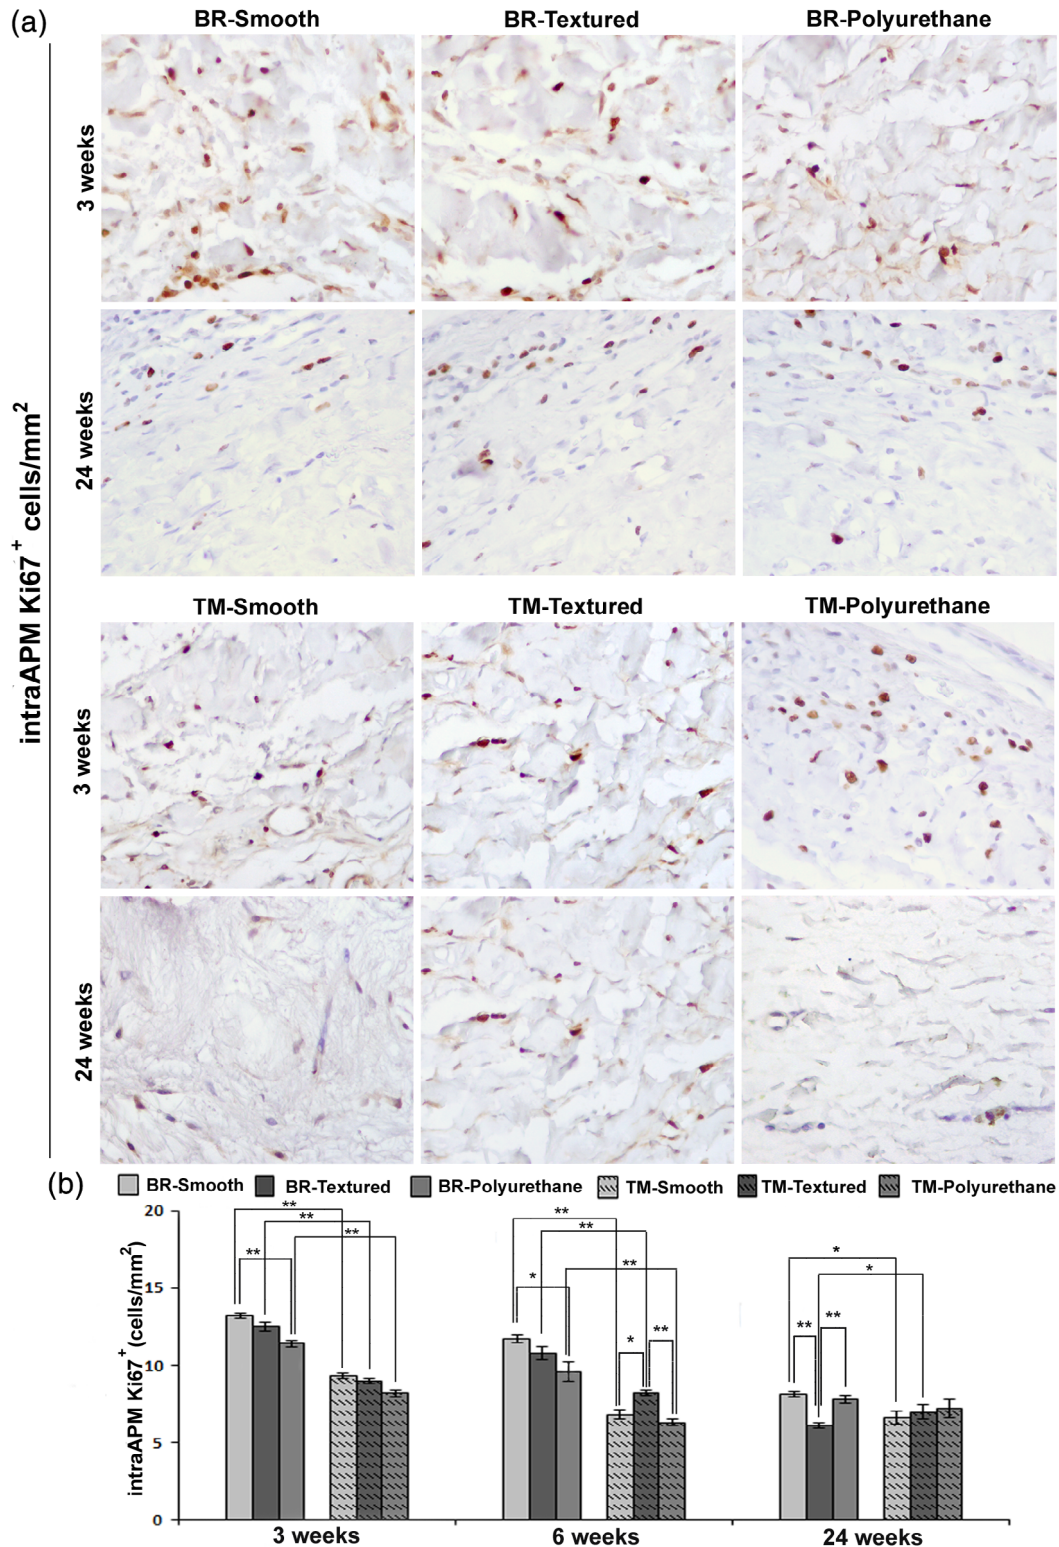 (a)
BR-Smooth
BR-Textured
BR-Polyurethane
3 weeks
24 weeks
intraAPM Ki67⁺ cells/mm²
TM-Smooth
TM-Textured
TM-Polyurethane
3 weeks
24 weeks
(b)
BR-Smooth
BR-Textured
BR-Polyurethane
TM-Smooth
TM-Textured
TM-Polyurethane
intraAPM Ki67⁺ (cells/mm²)
20
15
10
5
0
**
**
**
**
**
**
**
*
*
**
*
*
**
**
3 weeks
6 weeks
24 weeks